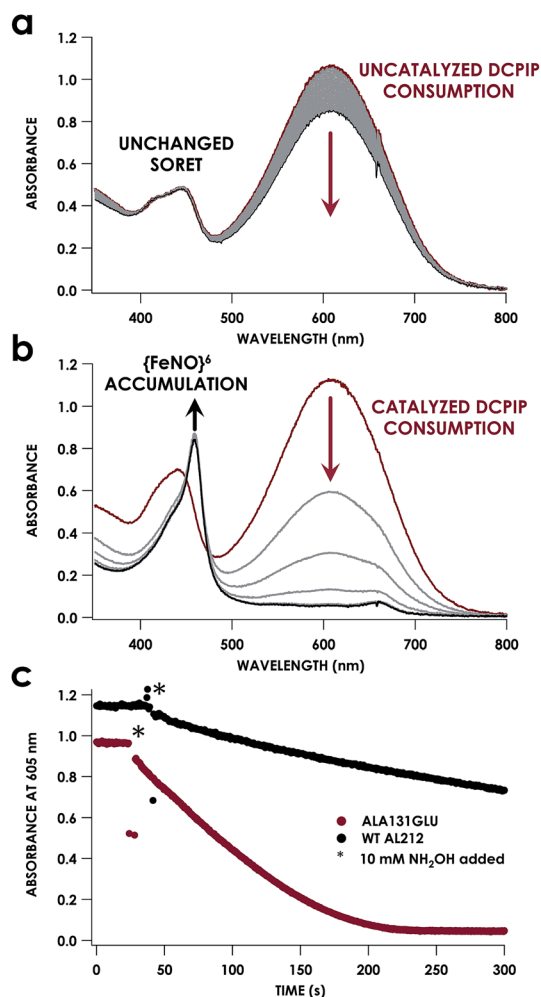 a
1.2
1.0
0.8
0.6
0.4
0.2
0.0
ABSORBANCE
UNCATALYZED DCPIP
CONSUMPTION
UNCHANGED
SORET
400
500
600
700
800
WAVELENGTH (nm)
b
{FeNO}⁶
ACCUMULATION
1.2
1.0
0.8
0.6
0.4
0.2
0.0
ABSORBANCE
CATALYZED DCPIP
CONSUMPTION
400
500
600
700
800
WAVELENGTH (nm)
c
1.2
1.0
0.8
0.6
0.4
0.2
0.0
ABSORBANCE AT 605 nm
*
*
ALA131GLU
WT AL212
* 10 mM NH₂OH added
0
50
100
150
200
250
300
TIME (s)